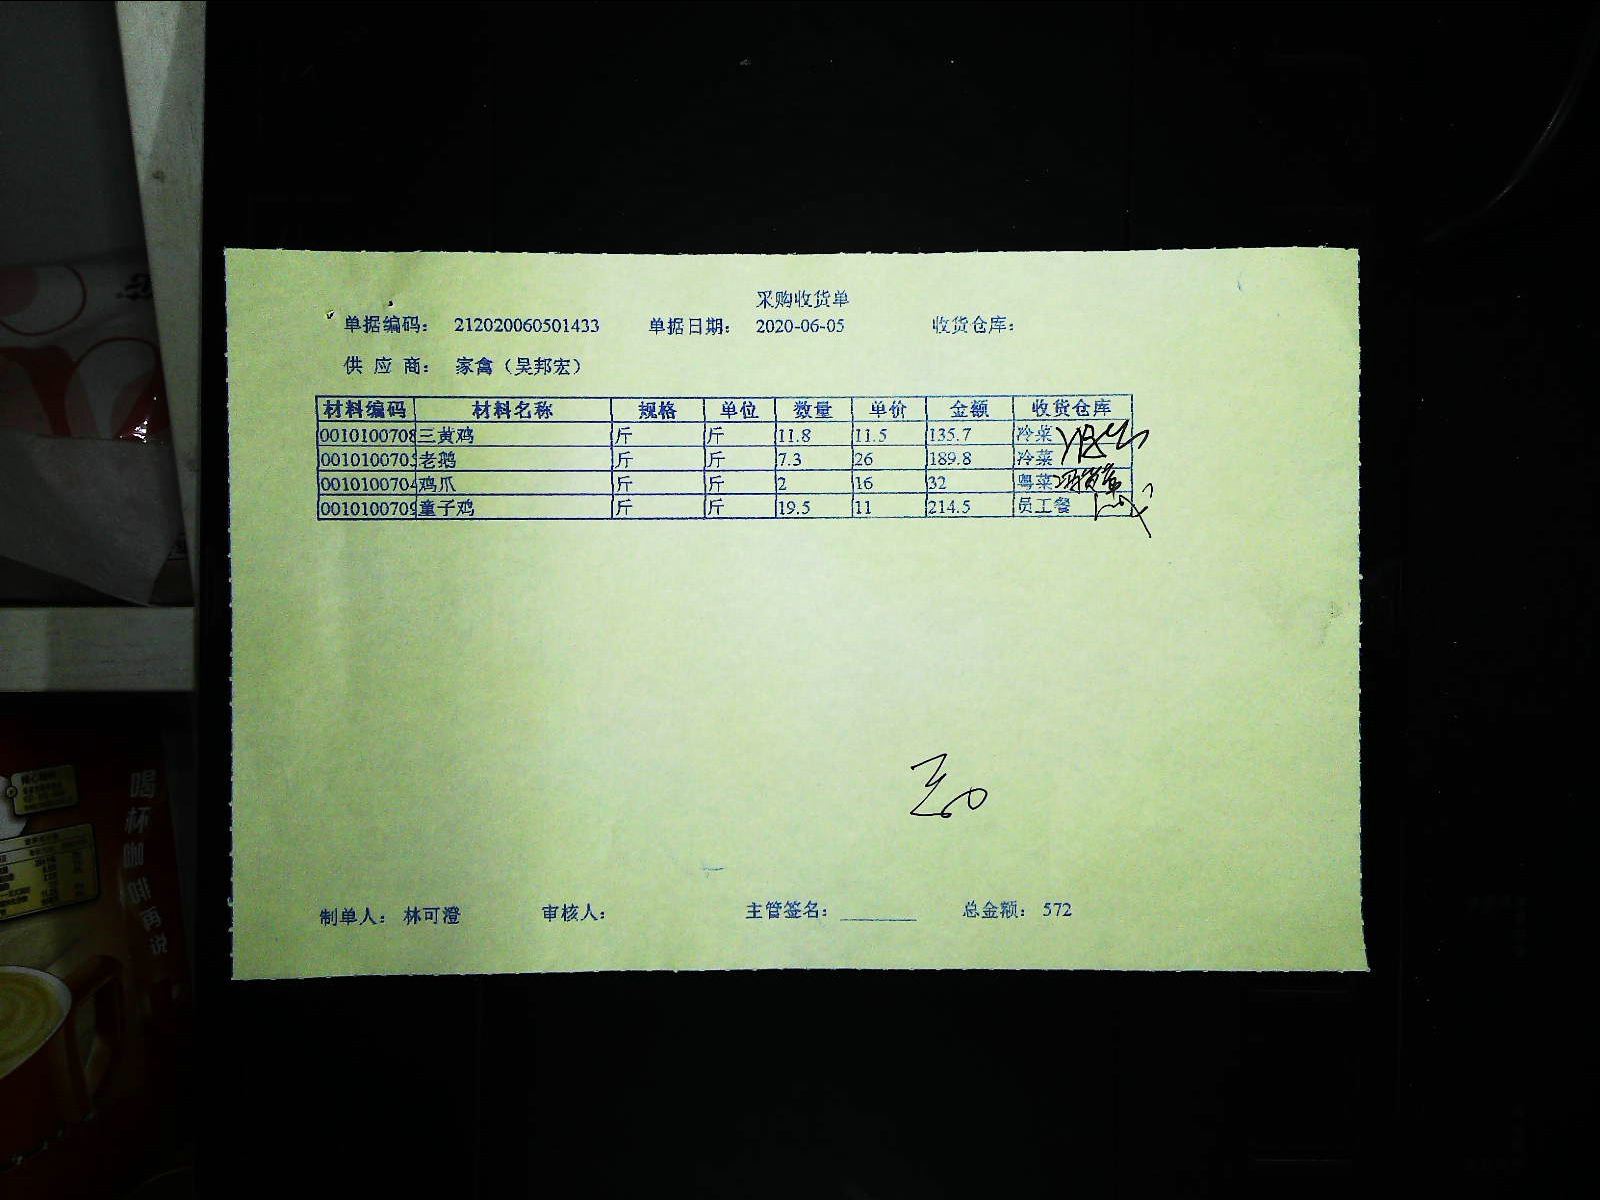 采购收货单
单据编码： 212020060501433 单据日期： 2020-06-05 收货仓库：
供 应 商： 家禽（吴邦宏）
材料编码 材料名称 规格 单位 数量 单价 金额 收货仓库
0010100708 三黄鸡 斤 斤 11.8 11.5 135.7 冷菜
001010070 老鹅 斤 斤 7.3 26 189.8 冷菜
0010100704 鸡爪 斤 斤 2 16 32 粤菜
0010100709 童子鸡 斤 斤 19.5 11 214.5 员工餐
制单人： 林可澄 审核人： 主管签名： 总金额： 572
喝杯咖啡再说